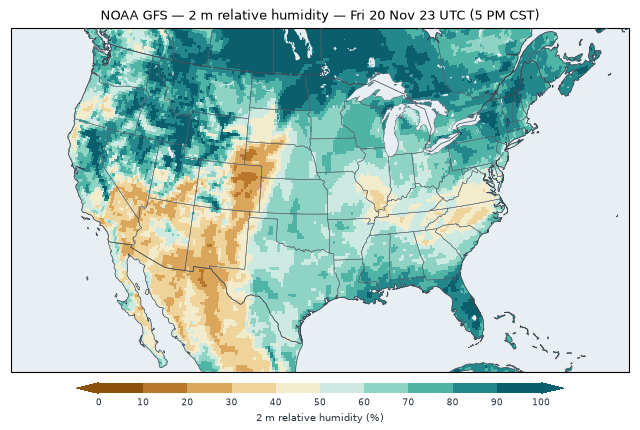 NOAA GFS — 2 m relative humidity — Fri 20 Nov 23 UTC (5 PM CST)
0 10 20 30 40 50 60 70 80 90 100
2 m relative humidity (%)